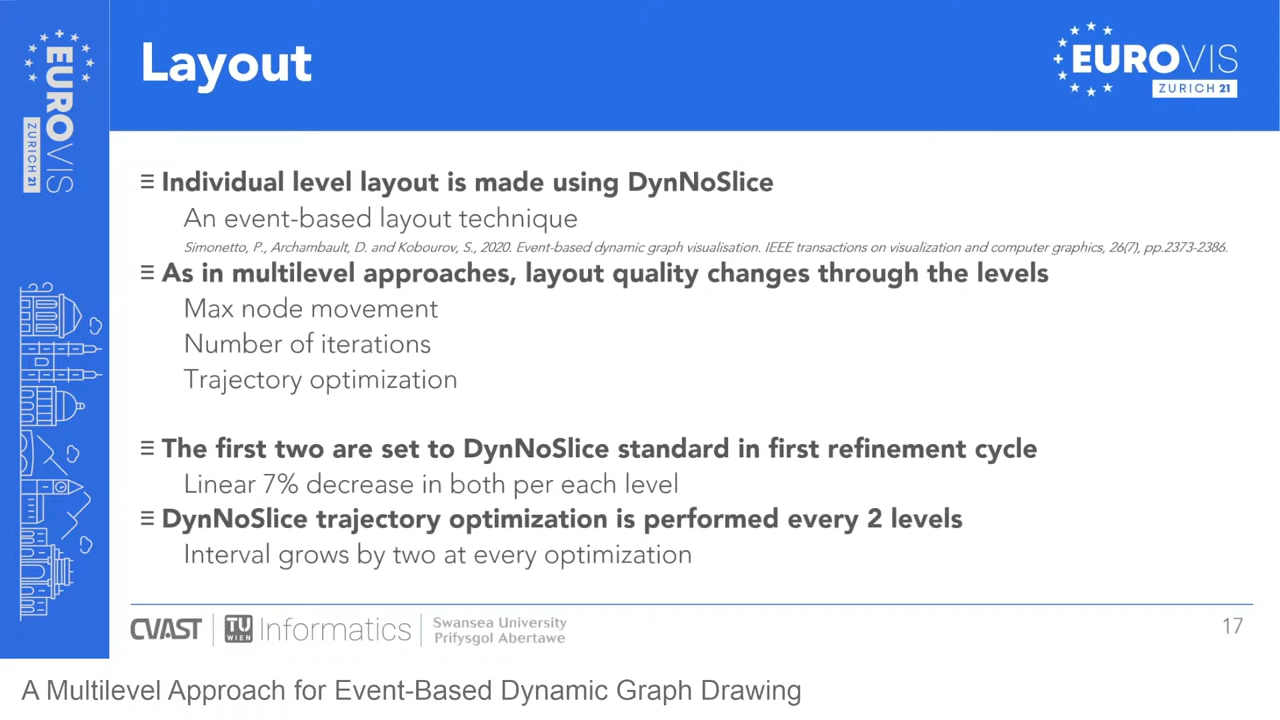 Layout
EUROVIS
ZURICH 21
EUROVIS
ZURICH 21
Individual level layout is made using DynNoSlice
An event-based layout technique
Simonetto, P., Archambault, D. and Kobourov, S., 2020. Event-based dynamic graph visualisation. IEEE transactions on visualization and computer graphics, 26(7), pp.2373-2386.
As in multilevel approaches, layout quality changes through the levels
Max node movement
Number of iterations
Trajectory optimization
The first two are set to DynNoSlice standard in first refinement cycle
Linear 7% decrease in both per each level
DynNoSlice trajectory optimization is performed every 2 levels
Interval grows by two at every optimization
CVAST
TU
WIEN
Informatics
Swansea University
Prifysgol Abertawe
17
A Multilevel Approach for Event-Based Dynamic Graph Drawing